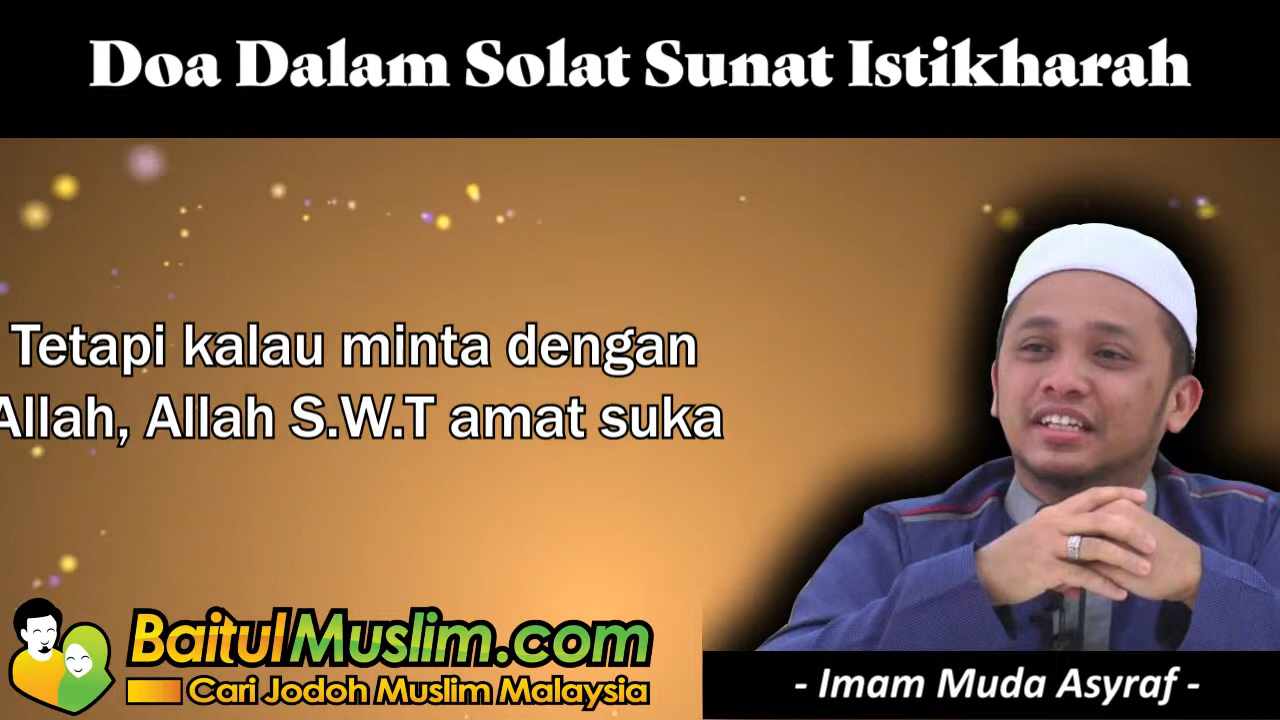 Doa Dalam Solat Sunat Istikharah
Tetapi kalau minta dengan
Allah, Allah S.W.T amat suka
BaitulMuslim.com
Cari Jodoh Muslim Malaysia
- Imam Muda Asyraf -